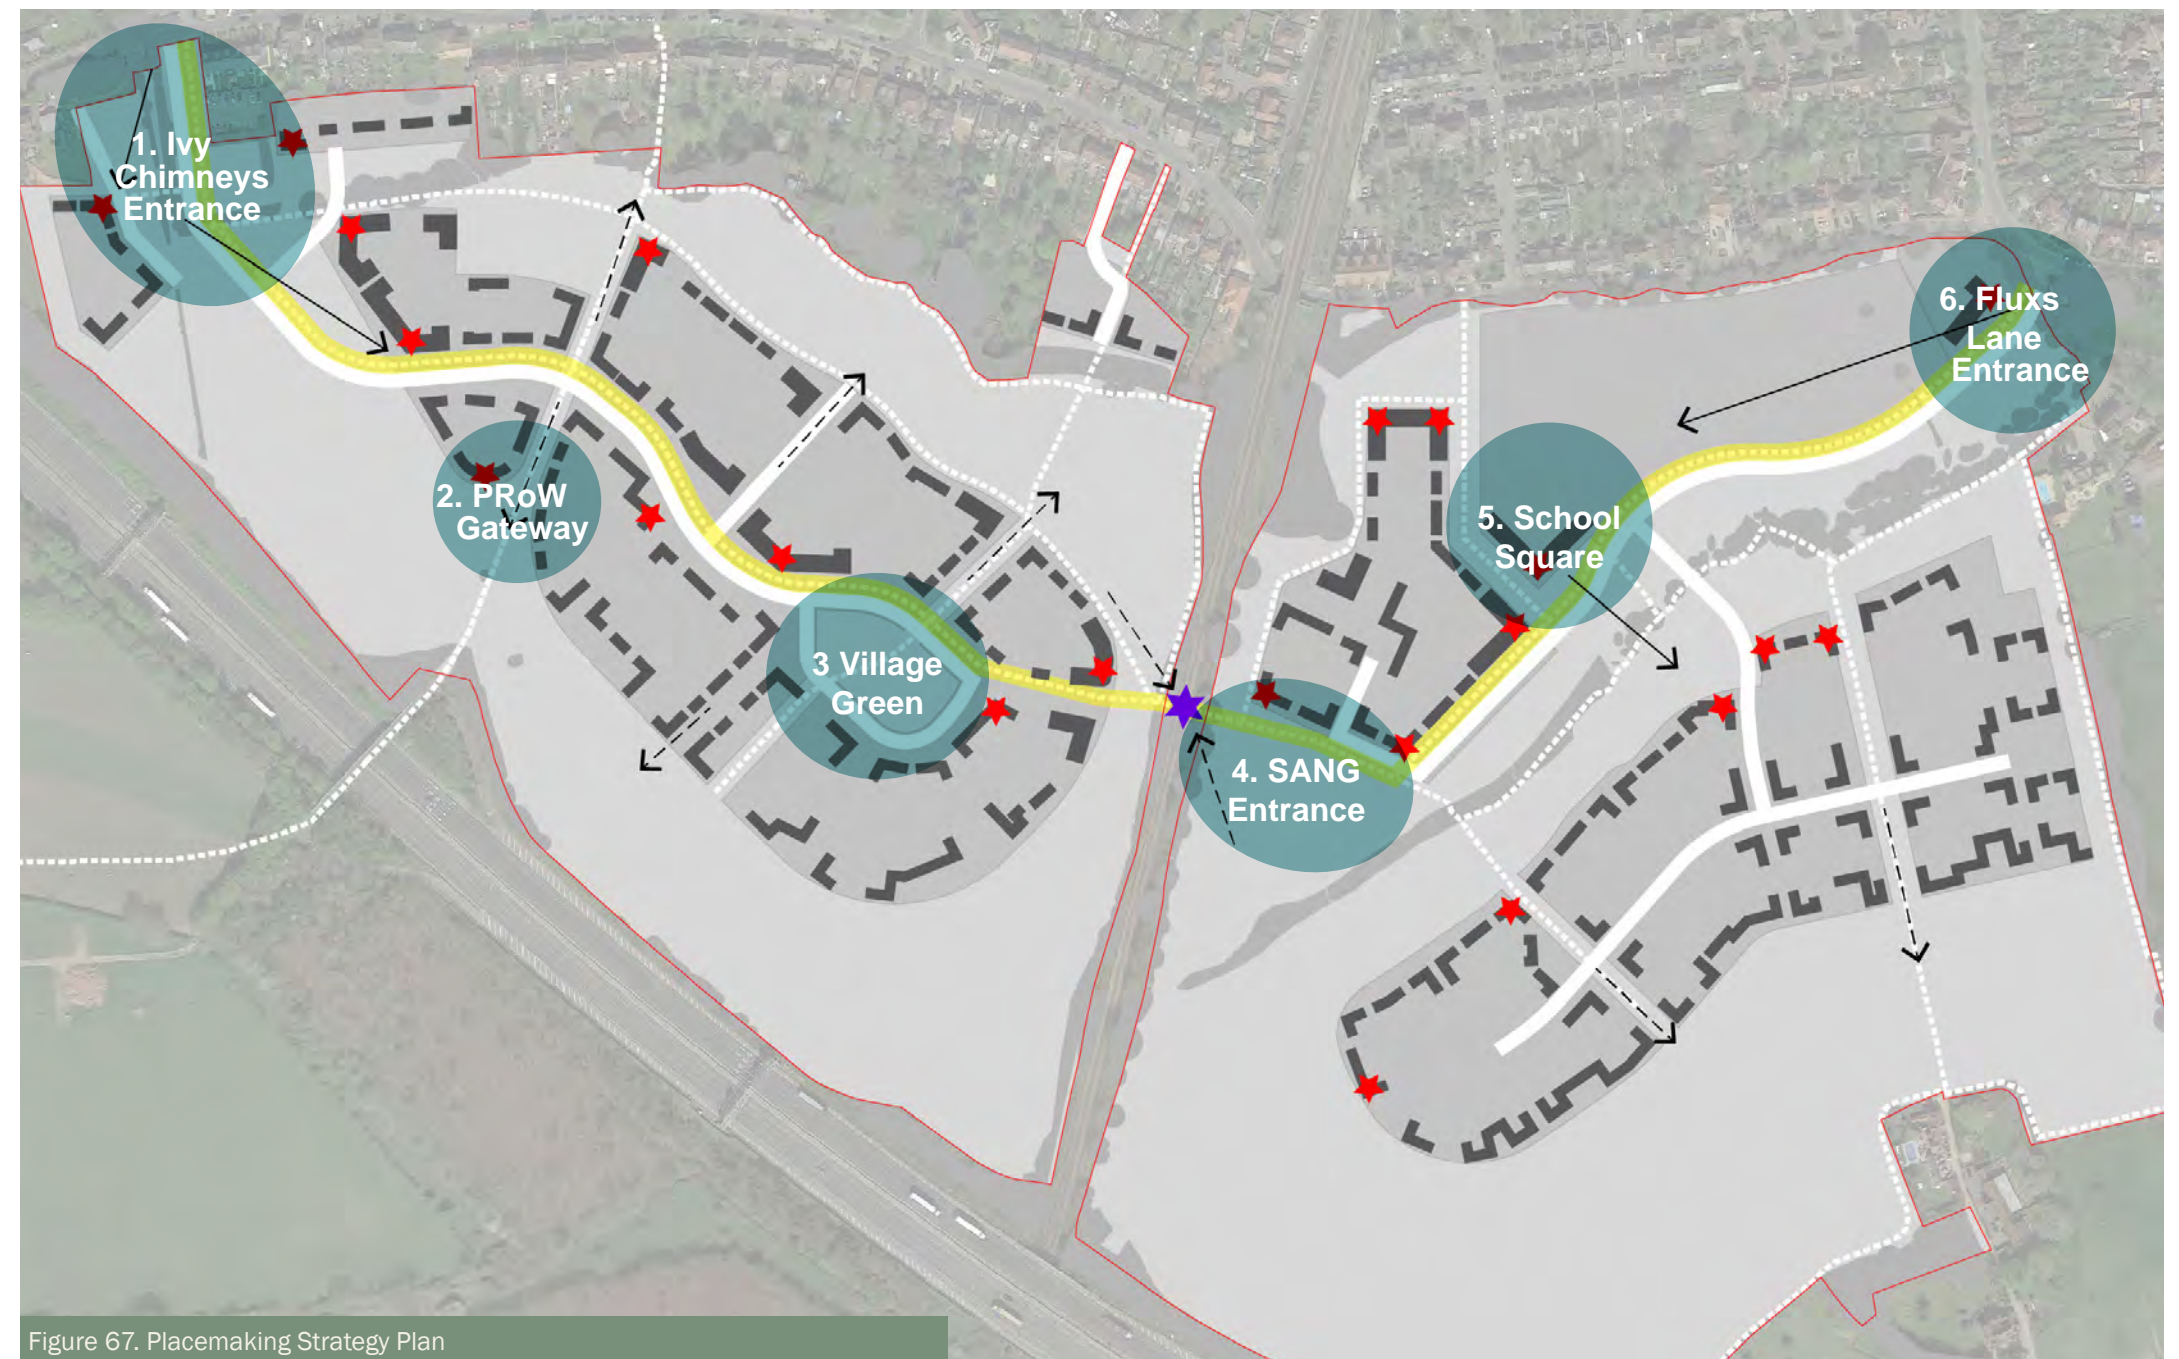 1. Ivy
Chimneys
Entrance
2. PRoW
Gateway
3 Village
Green
4. SANG
Entrance
5. School
Square
6. Fluxs
Lane
Entrance
Figure 67. Placemaking Strategy Plan